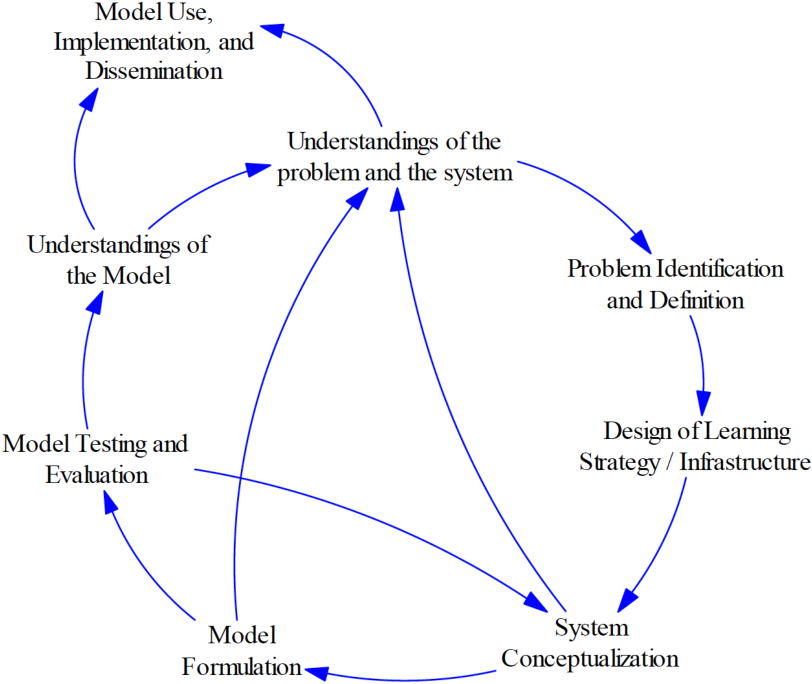 Model Use,
Implementation, and
Dissemination
Understandings of the
problem and the system
Understandings of
the Model
Problem Identification
and Definition
Model Testing and
Evaluation
Design of Learning
Strategy / Infrastructure
Model
Formulation
System
Conceptualization